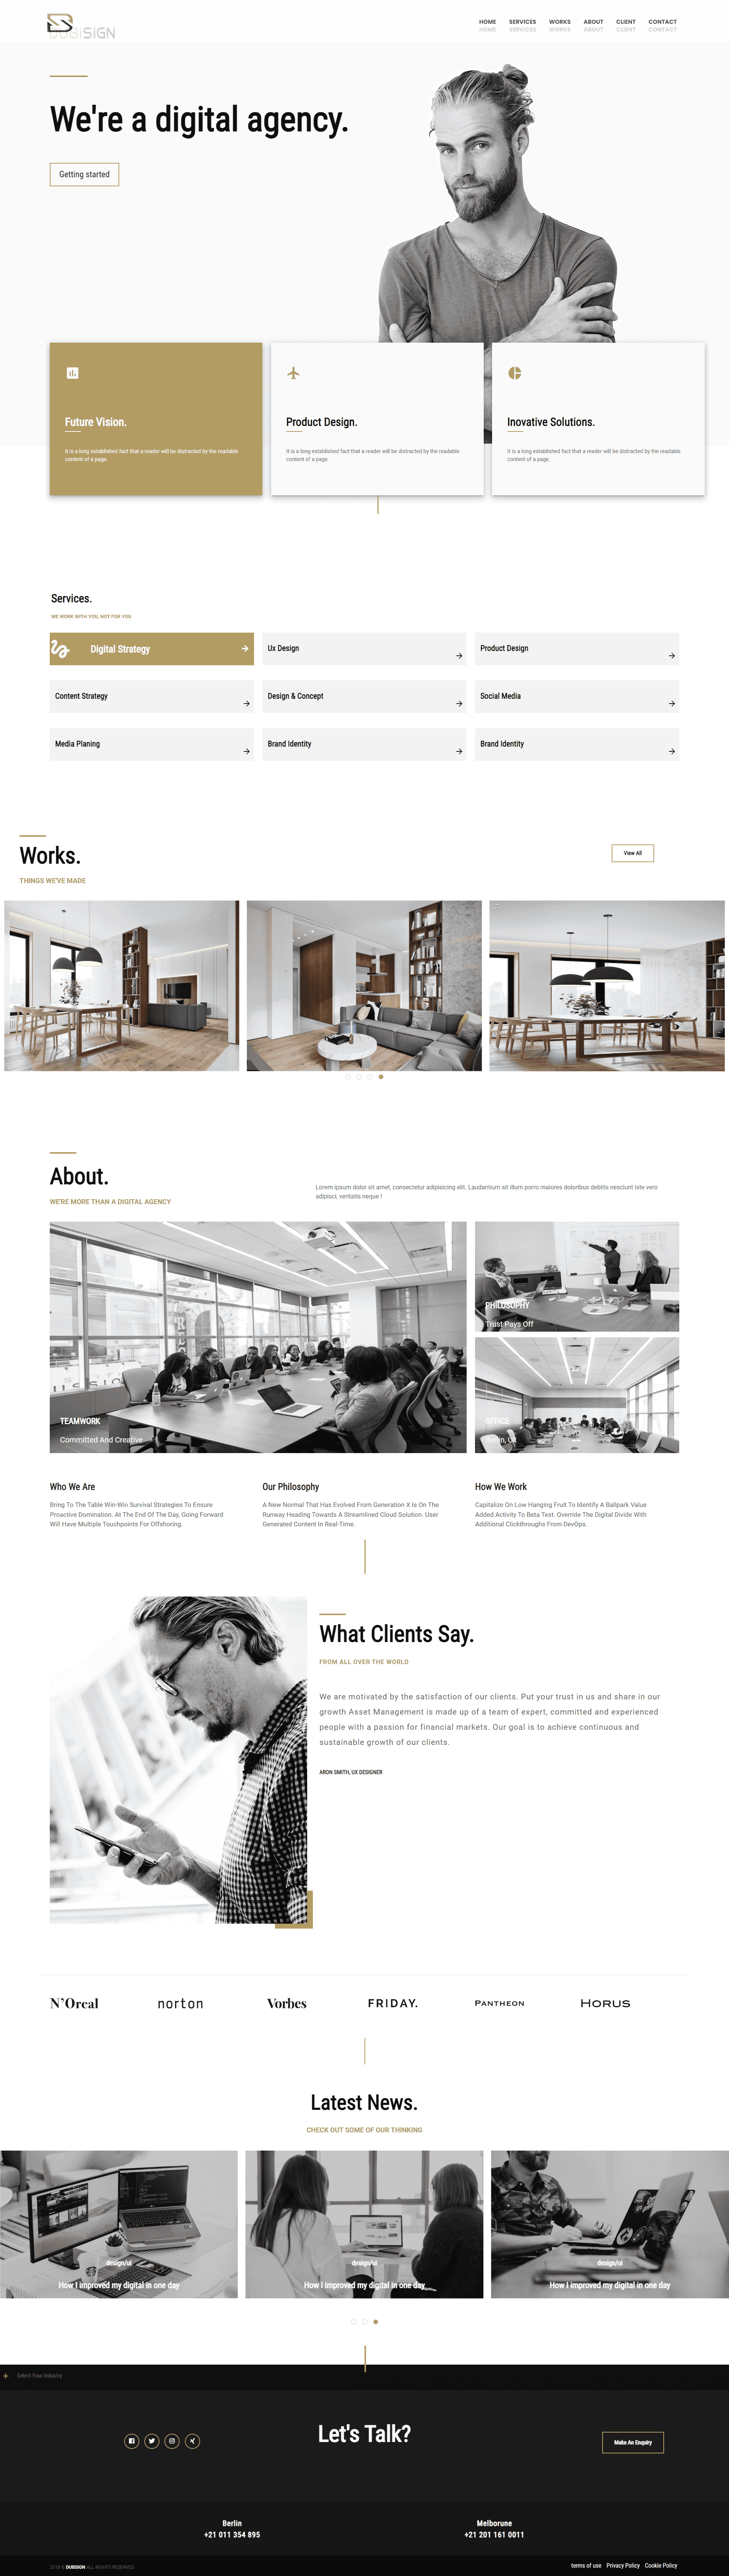 DUBISIGN
HOME SERVICES WORKS ABOUT CLIENT CONTACT
HOME SERVICES WORKS ABOUT CLIENT CONTACT
We're a digital agency.
Getting started
Future Vision.
It is a long established fact that a reader will be distracted by the readable
content of a page.
Product Design.
It is a long established fact that a reader will be distracted by the readable
content of a page.
Inovative Solutions.
It is a long established fact that a reader will be distracted by the readable
content of a page.
Services.
WE WORK WITH YOU, NOT FOR YOU
Digital Strategy
Ux Design
Product Design
Content Strategy
Design & Concept
Social Media
Media Planing
Brand Identity
Brand Identity
Works.
THINGS WE'VE MADE
View All
About.
WE'RE MORE THAN A DIGITAL AGENCY
Lorem ipsum dolor sit amet, consectetur adipisicing elit. Laudantium sit illum porro maiores doloribus debitis nesciunt iste vero
adipisci, veritatis neque !
TEAMWORK
Committed And Creative
PHILOSOPHY
Trust Pays Off
OFFICE
Berlin, UK
Who We Are
Bring To The Table Win-Win Survival Strategies To Ensure
Proactive Domination. At The End Of The Day, Going Forward
Will Have Multiple Touchpoints For Offshoring.
Our Philosophy
A New Normal That Has Evolved From Generation X Is On The
Runway Heading Towards A Streamlined Cloud Solution. User
Generated Content In Real-Time.
How We Work
Capitalize On Low Hanging Fruit To Identify A Ballpark Value
Added Activity To Beta Test. Override The Digital Divide With
Additional Clickthroughs From DevOps.
What Clients Say.
FROM ALL OVER THE WORLD
We are motivated by the satisfaction of our clients. Put your trust in us and share in our
growth Asset Management is made up of a team of expert, committed and experienced
people with a passion for financial markets. Our goal is to achieve continuous and
sustainable growth of our clients.
ARON SMITH, UX DESIGNER
N'Oreal
norton
Vorbes
FRIDAY.
PANTHEON
HORUS
Latest News.
CHECK OUT SOME OF OUR THINKING
design/ui
How I improved my digital in one day
design/ui
How I improved my digital in one day
design/ui
How I improved my digital in one day
Select Your Industry
Let's Talk?
Make An Enquiry
Berlin
+21 011 354 895
Melborune
+21 201 161 0011
2019 © DUBSIGN ALL RIGHTS RESERVED
terms of use Privacy Policy Cookie Policy